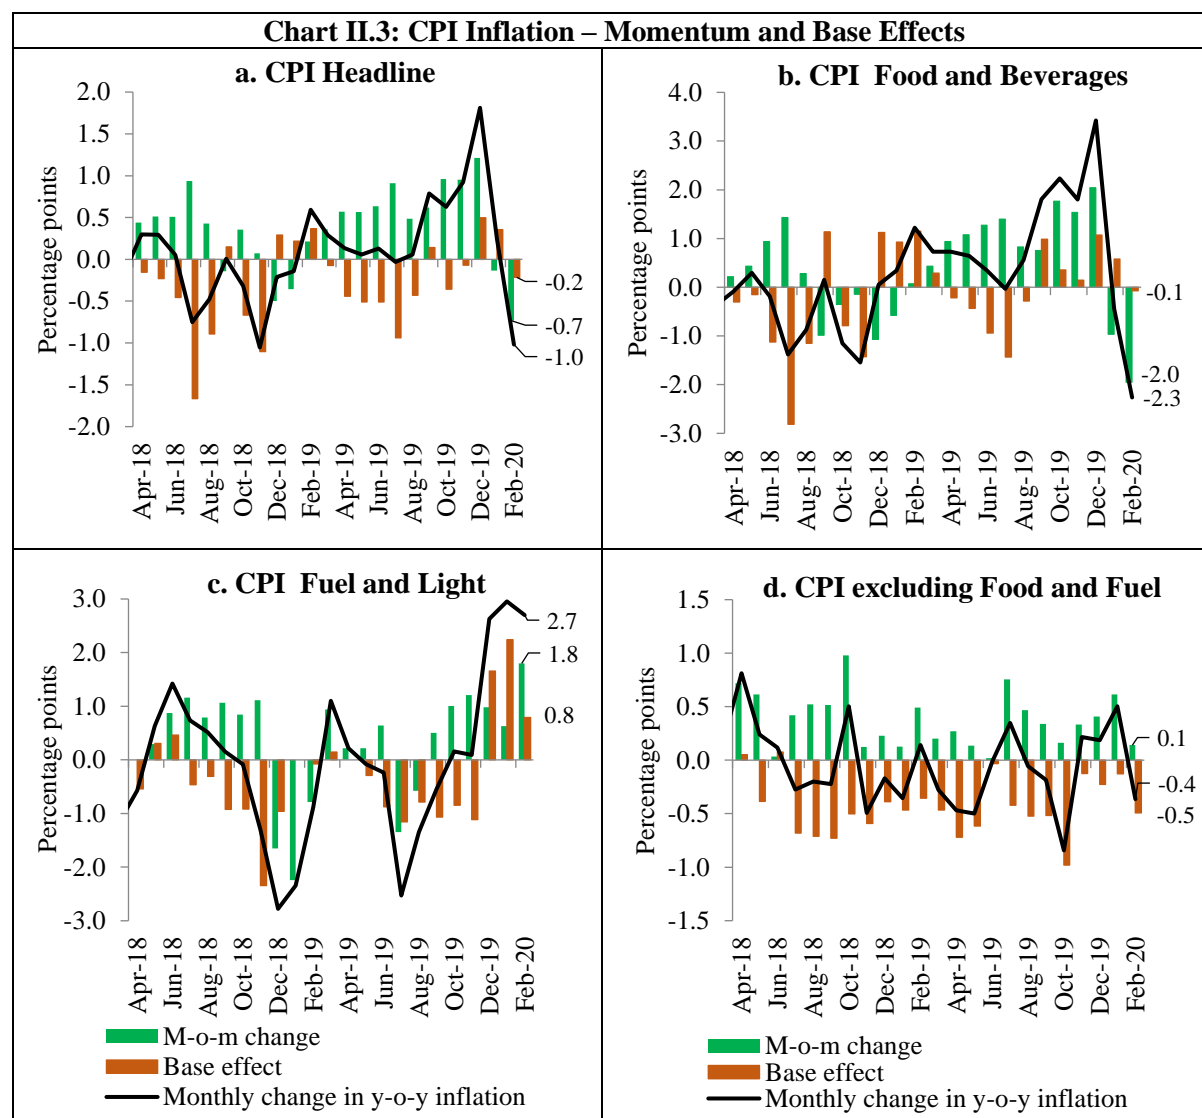 Chart II.3: CPI Inflation – Momentum and Base Effects
a. CPI Headline
Percentage points
2.0
1.5
1.0
0.5
0.0
-0.5
-1.0
-1.5
-2.0
-0.2
-0.7
-1.0
Apr-18
Jun-18
Aug-18
Oct-18
Dec-18
Feb-19
Apr-19
Jun-19
Aug-19
Oct-19
Dec-19
Feb-20
b. CPI Food and Beverages
Percentage points
4.0
3.0
2.0
1.0
0.0
-1.0
-2.0
-3.0
-0.1
-2.0
-2.3
Apr-18
Jun-18
Aug-18
Oct-18
Dec-18
Feb-19
Apr-19
Jun-19
Aug-19
Oct-19
Dec-19
Feb-20
c. CPI Fuel and Light
Percentage points
3.0
2.0
1.0
0.0
-1.0
-2.0
-3.0
2.7
1.8
0.8
Apr-18
Jun-18
Aug-18
Oct-18
Dec-18
Feb-19
Apr-19
Jun-19
Aug-19
Oct-19
Dec-19
Feb-20
M-o-m change
Base effect
Monthly change in y-o-y inflation
d. CPI excluding Food and Fuel
Percentage points
1.5
1.0
0.5
0.0
-0.5
-1.0
-1.5
0.1
-0.4
-0.5
Apr-18
Jun-18
Aug-18
Oct-18
Dec-18
Feb-19
Apr-19
Jun-19
Aug-19
Oct-19
Dec-19
Feb-20
M-o-m change
Base effect
Monthly change in y-o-y inflation